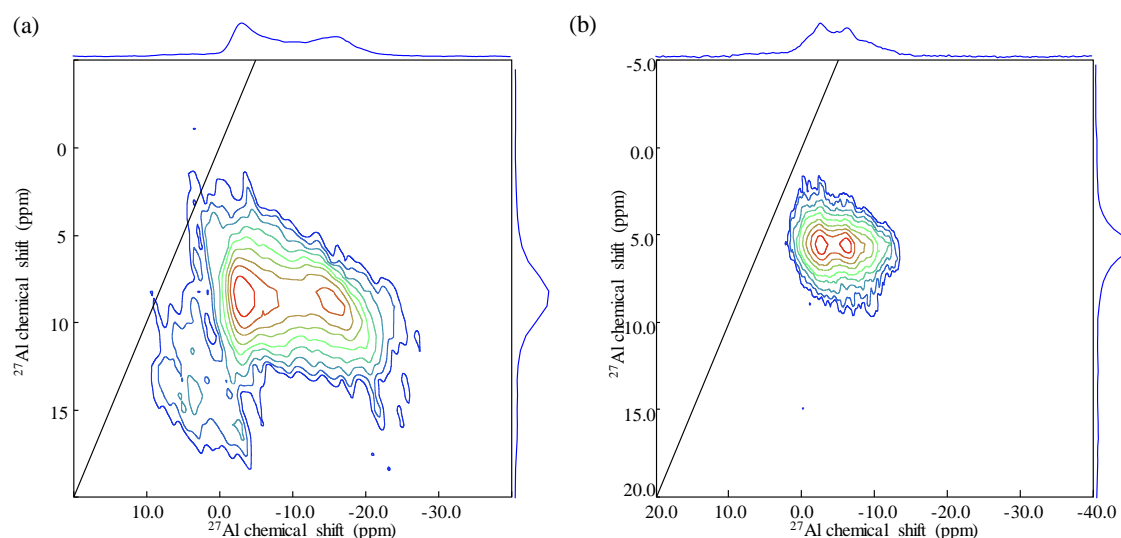 (a)
0
5
10
15
27Al chemical shift (ppm)
10.0 0.0 -10.0 -20.0 -30.0
27Al chemical shift (ppm)
(b)
-5.0
0.0
5.0
10.0
15.0
20.0
27Al chemical shift (ppm)
20.0 10.0 0.0 -10.0 -20.0 -30.0 -40.0
27Al chemical shift (ppm)